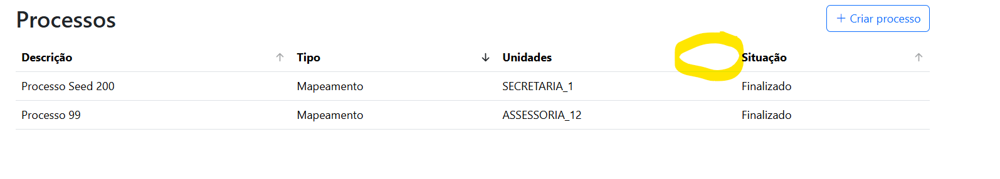 Processos
+ Criar processo
Descrição ↑ Tipo ↓ Unidades Situação ↑
Processo Seed 200 Mapeamento SECRETARIA_1 Finalizado
Processo 99 Mapeamento ASSESSORIA_12 Finalizado